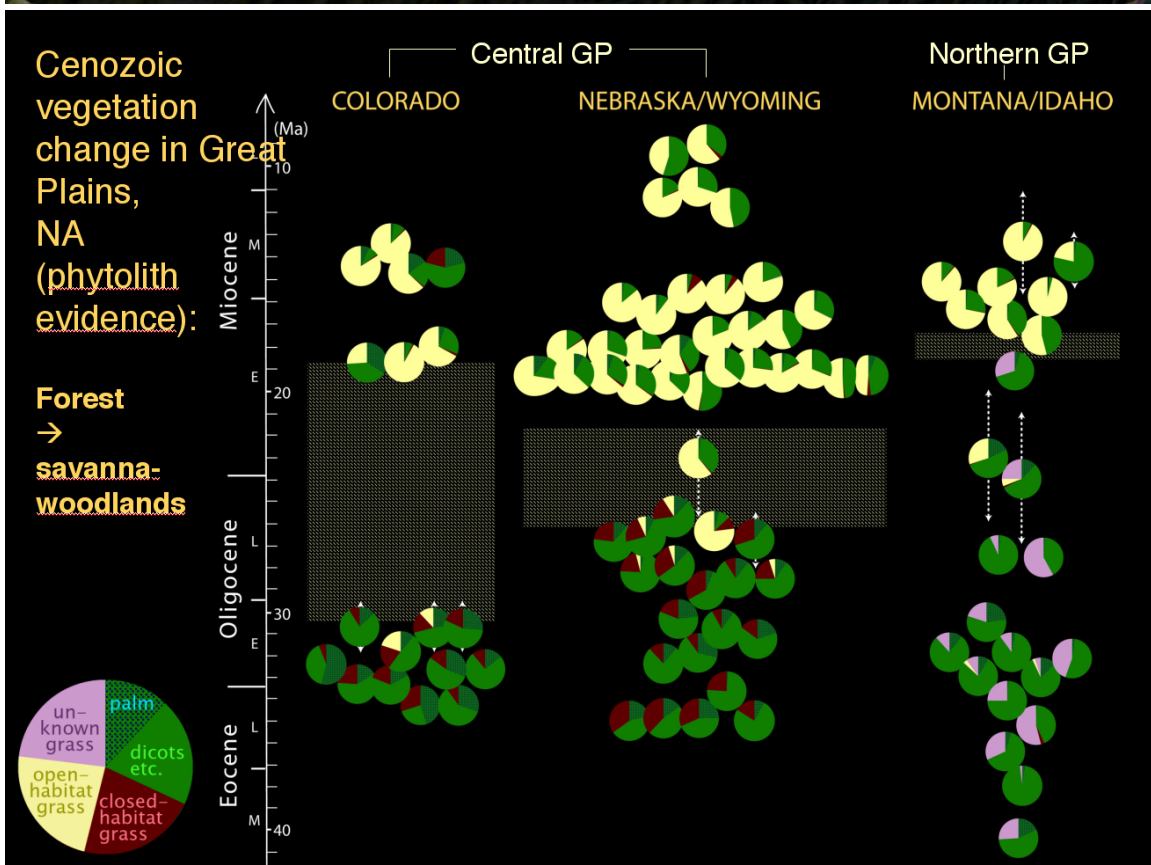 Cenozoic
vegetation
change in Great
Plains,
NA
(phytolith
evidence):
Forest
→
savanna-
woodlands
Central GP
Northern GP
COLORADO
NEBRASKA/WYOMING
MONTANA/IDAHO
(Ma)
10
20
30
40
Miocene
M
E
Oligocene
L
E
Eocene
L
M
palm
un-
known
grass
dicots
etc.
open-
habitat
grass
closed-
habitat
grass